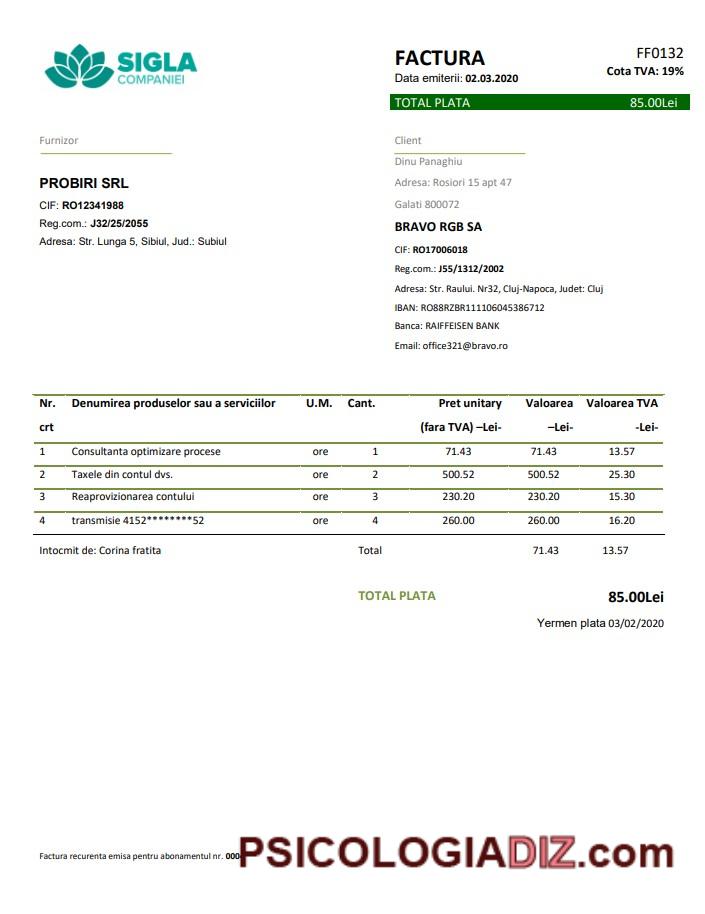 SIGLA
COMPANIEI
FACTURA
FF0132
Data emiterii: 02.03.2020
Cota TVA: 19%
TOTAL PLATA 85.00Lei
Furnizor
PROBIRI SRL
CIF: RO12341988
Reg.com.: J32/25/2055
Adresa: Str. Lunga 5, Sibiul, Jud.: Subiul
Client
Dinu Panaghiu
Adresa: Rosiori 15 apt 47
Galati 800072
BRAVO RGB SA
CIF: RO17006018
Reg.com.: J55/1312/2002
Adresa: Str. Raului. Nr32, Cluj-Napoca, Judet: Cluj
IBAN: RO88RZBR111106045386712
Banca: RAIFFEISEN BANK
Email: office321@bravo.ro
Nr. Denumirea produselor sau a serviciilor U.M. Cant. Pret unitary Valoarea Valoarea TVA
crt (fara TVA) –Lei- –Lei- -Lei-
1 Consultanta optimizare procese ore 1 71.43 71.43 13.57
2 Taxele din contul dvs. ore 2 500.52 500.52 25.30
3 Reaprovizionarea contului ore 3 230.20 230.20 15.30
4 transmisie 4152********52 ore 4 260.00 260.00 16.20
Intocmit de: Corina fratita Total 71.43 13.57
TOTAL PLATA 85.00Lei
Yermen plata 03/02/2020
Factura recurenta emisa pentru abonamentul nr.
PSICOLOGIADIZ.com